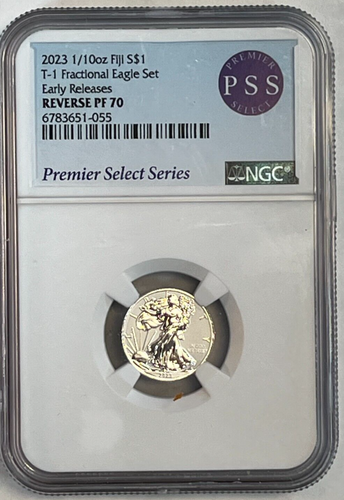 2023 1/10oz Fiji S$1
T-1 Fractional Eagle Set
Early Releases
REVERSE PF 70
6783651-055
PREMIER
PSS
SELECT
Premier Select Series
NGC®